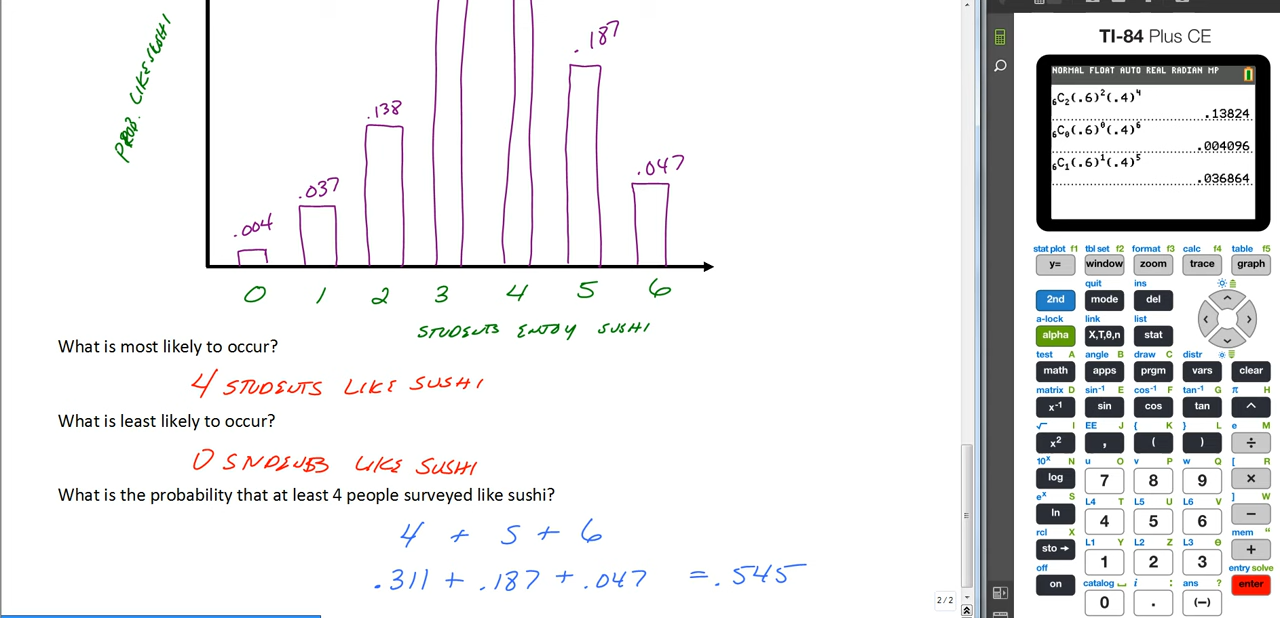 PROB. LIKE SUSHI
.187
.138
.047
.037
.004
0 1 2 3 4 5 6
STUDENTS ENJOY SUSHI
What is most likely to occur?
4 STUDENTS LIKE SUSHI
What is least likely to occur?
0 STUDENTS LIKE SUSHI
What is the probability that at least 4 people surveyed like sushi?
4 + 5 + 6
.311 + .187 + .047 = .545
2 / 2
TI-84 Plus CE
NORMAL FLOAT AUTO REAL RADIAN MP
₆C₂(.6)²(.4)⁴
.13824
₆C₀(.6)⁰(.4)⁶
.004096
₆C₁(.6)¹(.4)⁵
.036864
stat plot f1 tbl set f2 format f3 calc f4 table f5
y= window zoom trace graph
quit ins
2nd mode del
a-lock link list
alpha X,T,θ,n stat
test A angle B draw C distr
math apps prgm vars clear
matrix D sin⁻¹ E cos⁻¹ F tan⁻¹ G π H
x⁻¹ sin cos tan ^
√ I EE J { K } L e M
x² , ( ) ÷
10ˣ N u O v P w Q [ R
log 7 8 9 ×
eˣ S L4 T L5 U L6 V ] W
ln 4 5 6 −
rcl X L1 Y L2 Z L3 θ mem “
sto → 1 2 3 +
off catalog ⎵ i : ans ? entry solve
on 0 . (−) enter